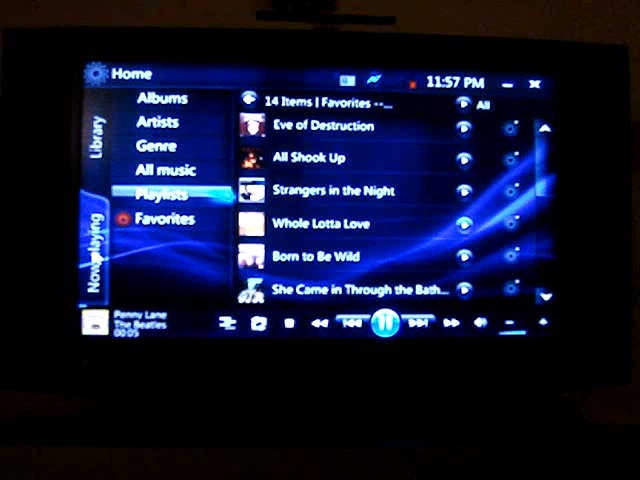 Home
11:57 PM
Library
Now playing
Albums
Artists
Genre
All music
Playlists
Favorites
14 Items | Favorites --...
All
Eve of Destruction
All Shook Up
Strangers in the Night
Whole Lotta Love
Born to Be Wild
She Came in Through the Bath...
Penny Lane
The Beatles
00:05